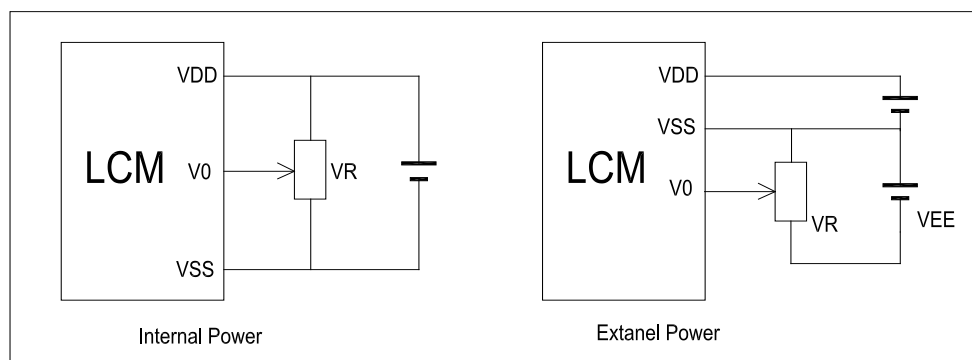 VDD
LCM
V0
VR
VSS
Internal Power
VDD
VSS
LCM
V0
VR
VEE
Extanel Power